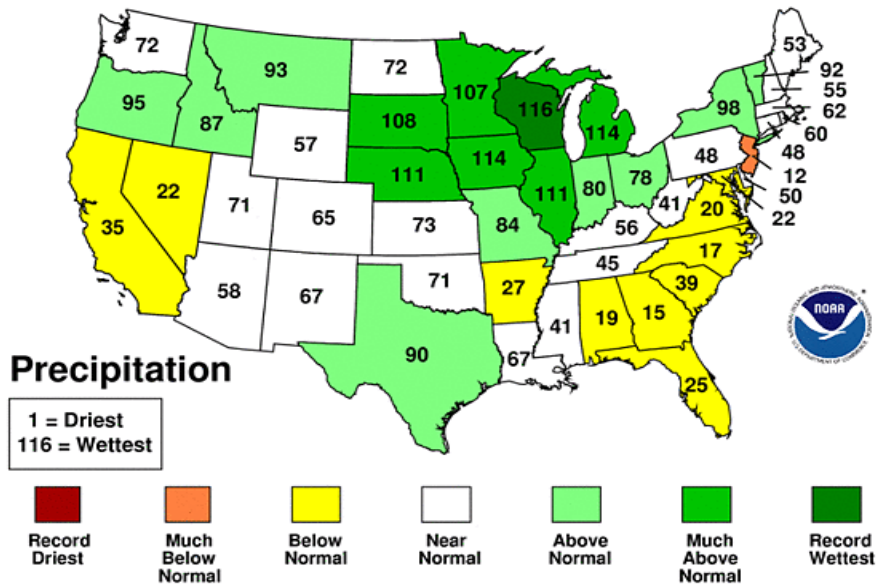 72
93
72
107
116
114
53
92
55
62
60
48
12
50
22
95
87
57
108
98
111
114
111
80
78
48
35
22
71
65
73
84
41
56
20
45
17
58
67
71
27
39
41
19
15
90
67
25
NOAA
Precipitation
1 = Driest
116 = Wettest
Record
Driest
Much
Below
Normal
Below
Normal
Near
Normal
Above
Normal
Much
Above
Normal
Record
Wettest